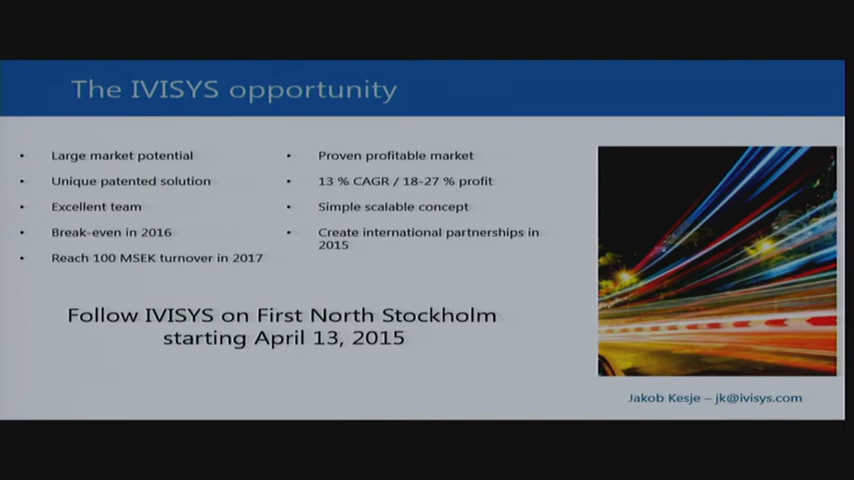 The IVISYS opportunity
• Large market potential
• Unique patented solution
• Excellent team
• Break-even in 2016
• Reach 100 MSEK turnover in 2017
• Proven profitable market
• 13 % CAGR / 18-27 % profit
• Simple scalable concept
• Create international partnerships in
2015
Follow IVISYS on First North Stockholm
starting April 13, 2015
Jakob Kesje – jk@ivisys.com